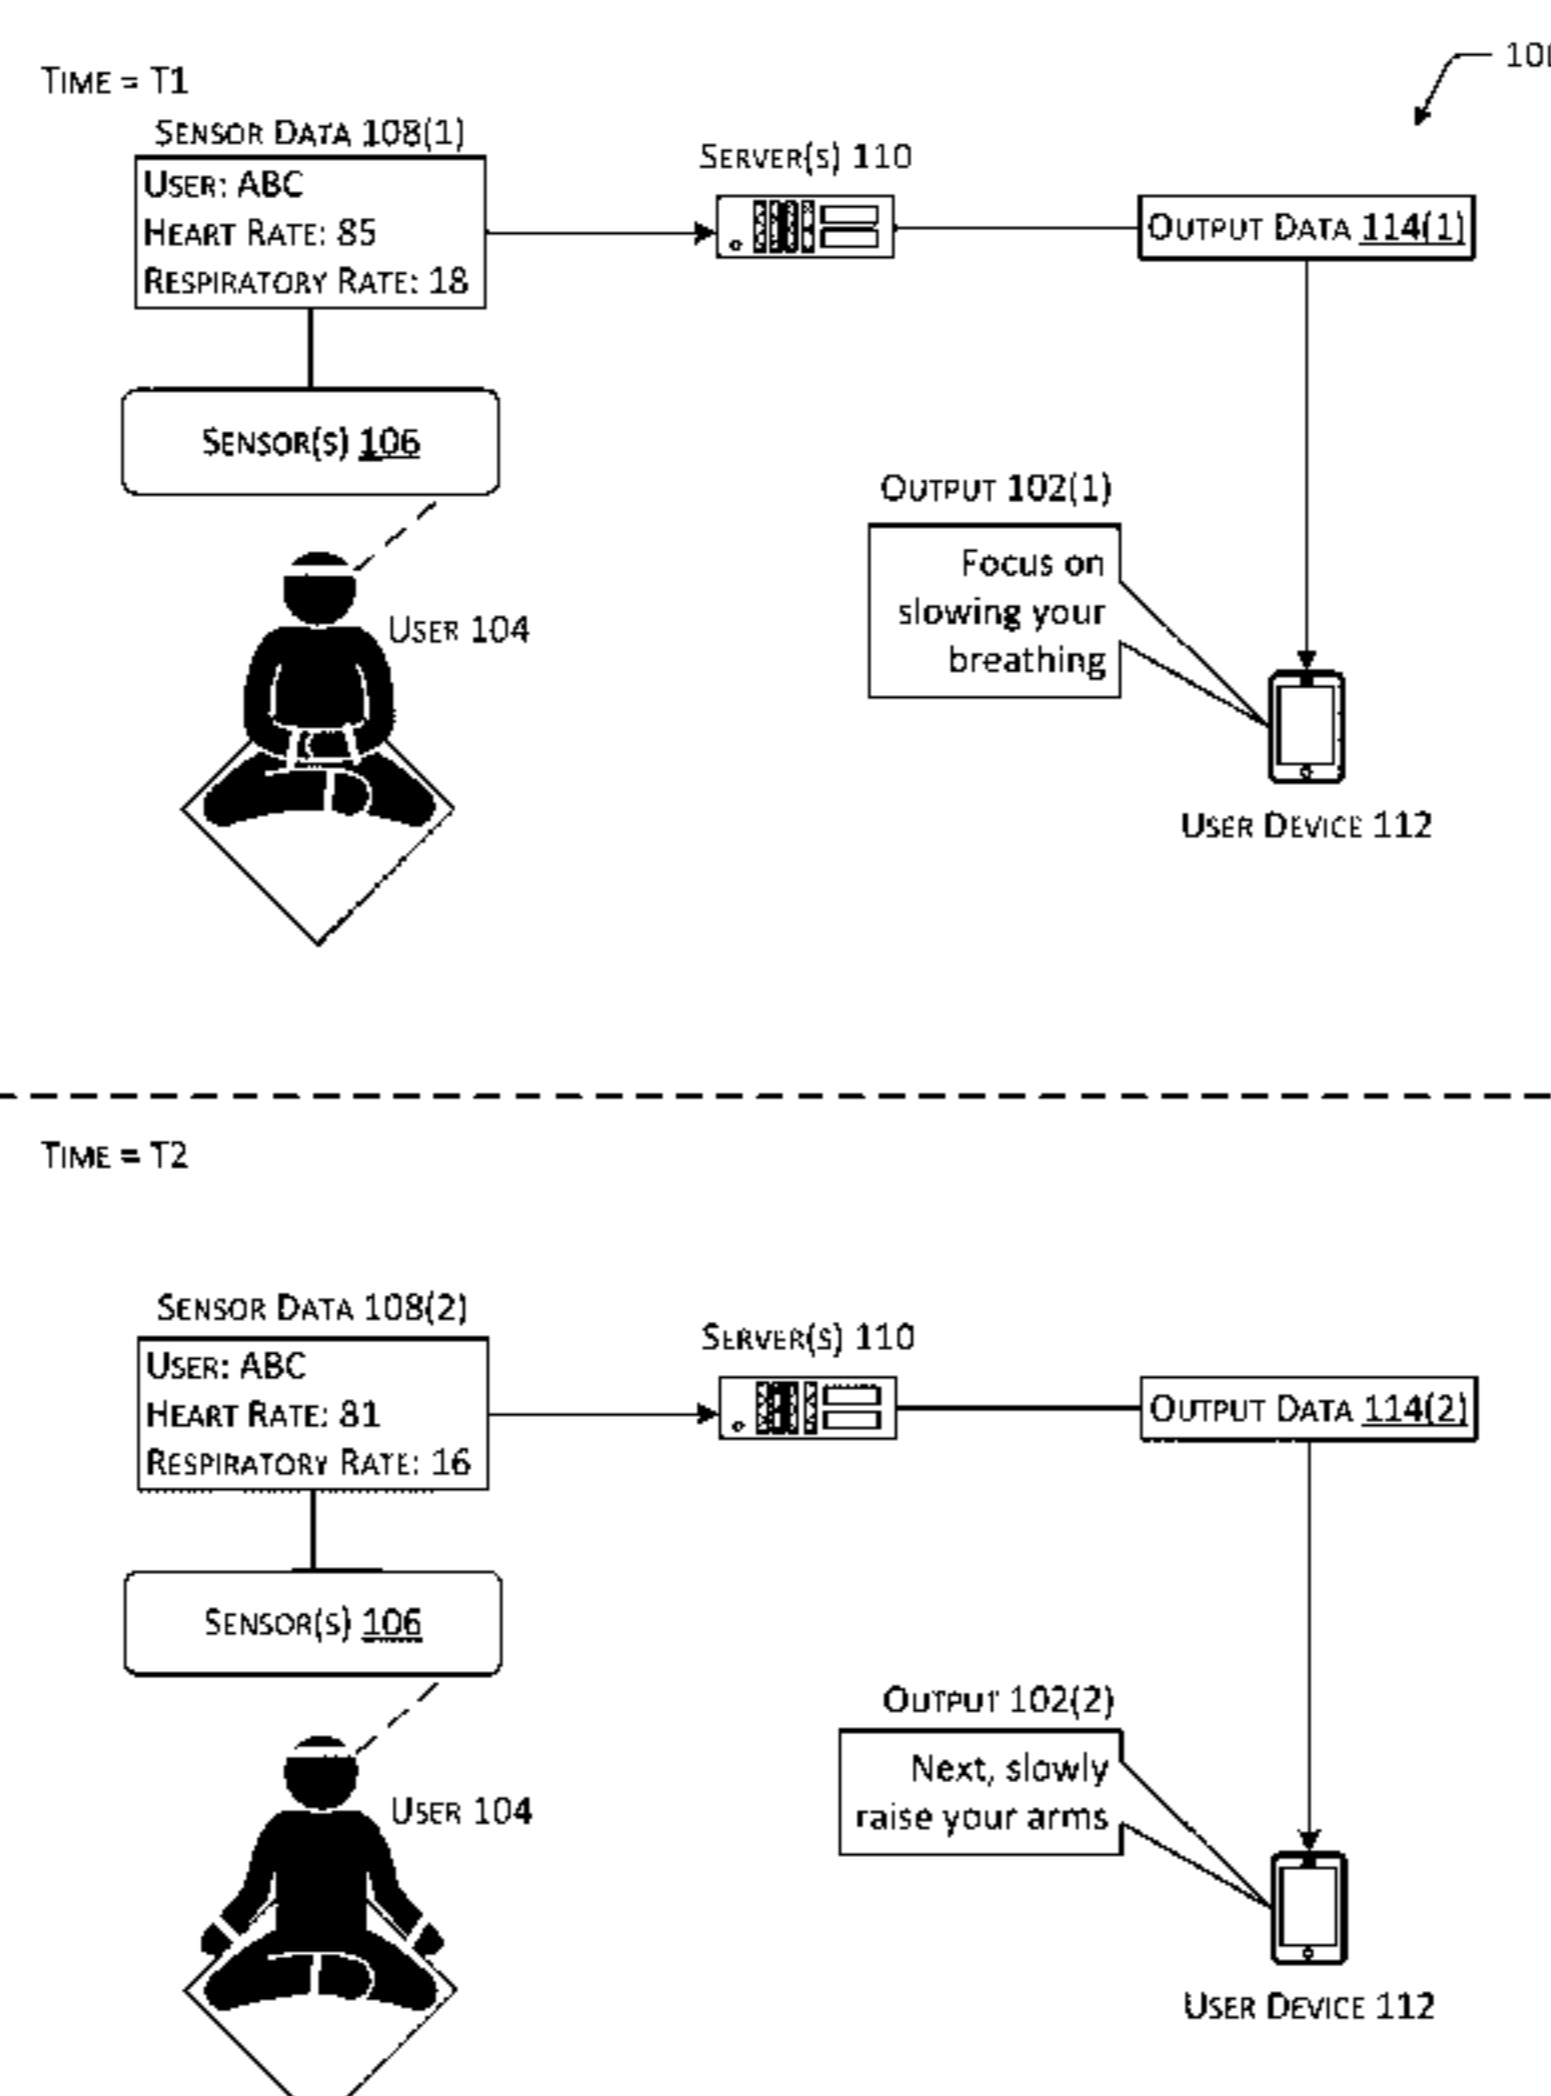 TIME = T1
SENSOR DATA 108(1)
USER: ABC
HEART RATE: 85
RESPIRATORY RATE: 18
SERVER(S) 110
OUTPUT DATA 114(1)
SENSOR(S) 106
USER 104
OUTPUT 102(1)
Focus on
slowing your
breathing
USER DEVICE 112
TIME = T2
SENSOR DATA 108(2)
USER: ABC
HEART RATE: 81
RESPIRATORY RATE: 16
SERVER(S) 110
OUTPUT DATA 114(2)
SENSOR(S) 106
USER 104
OUTPUT 102(2)
Next, slowly
raise your arms
USER DEVICE 112